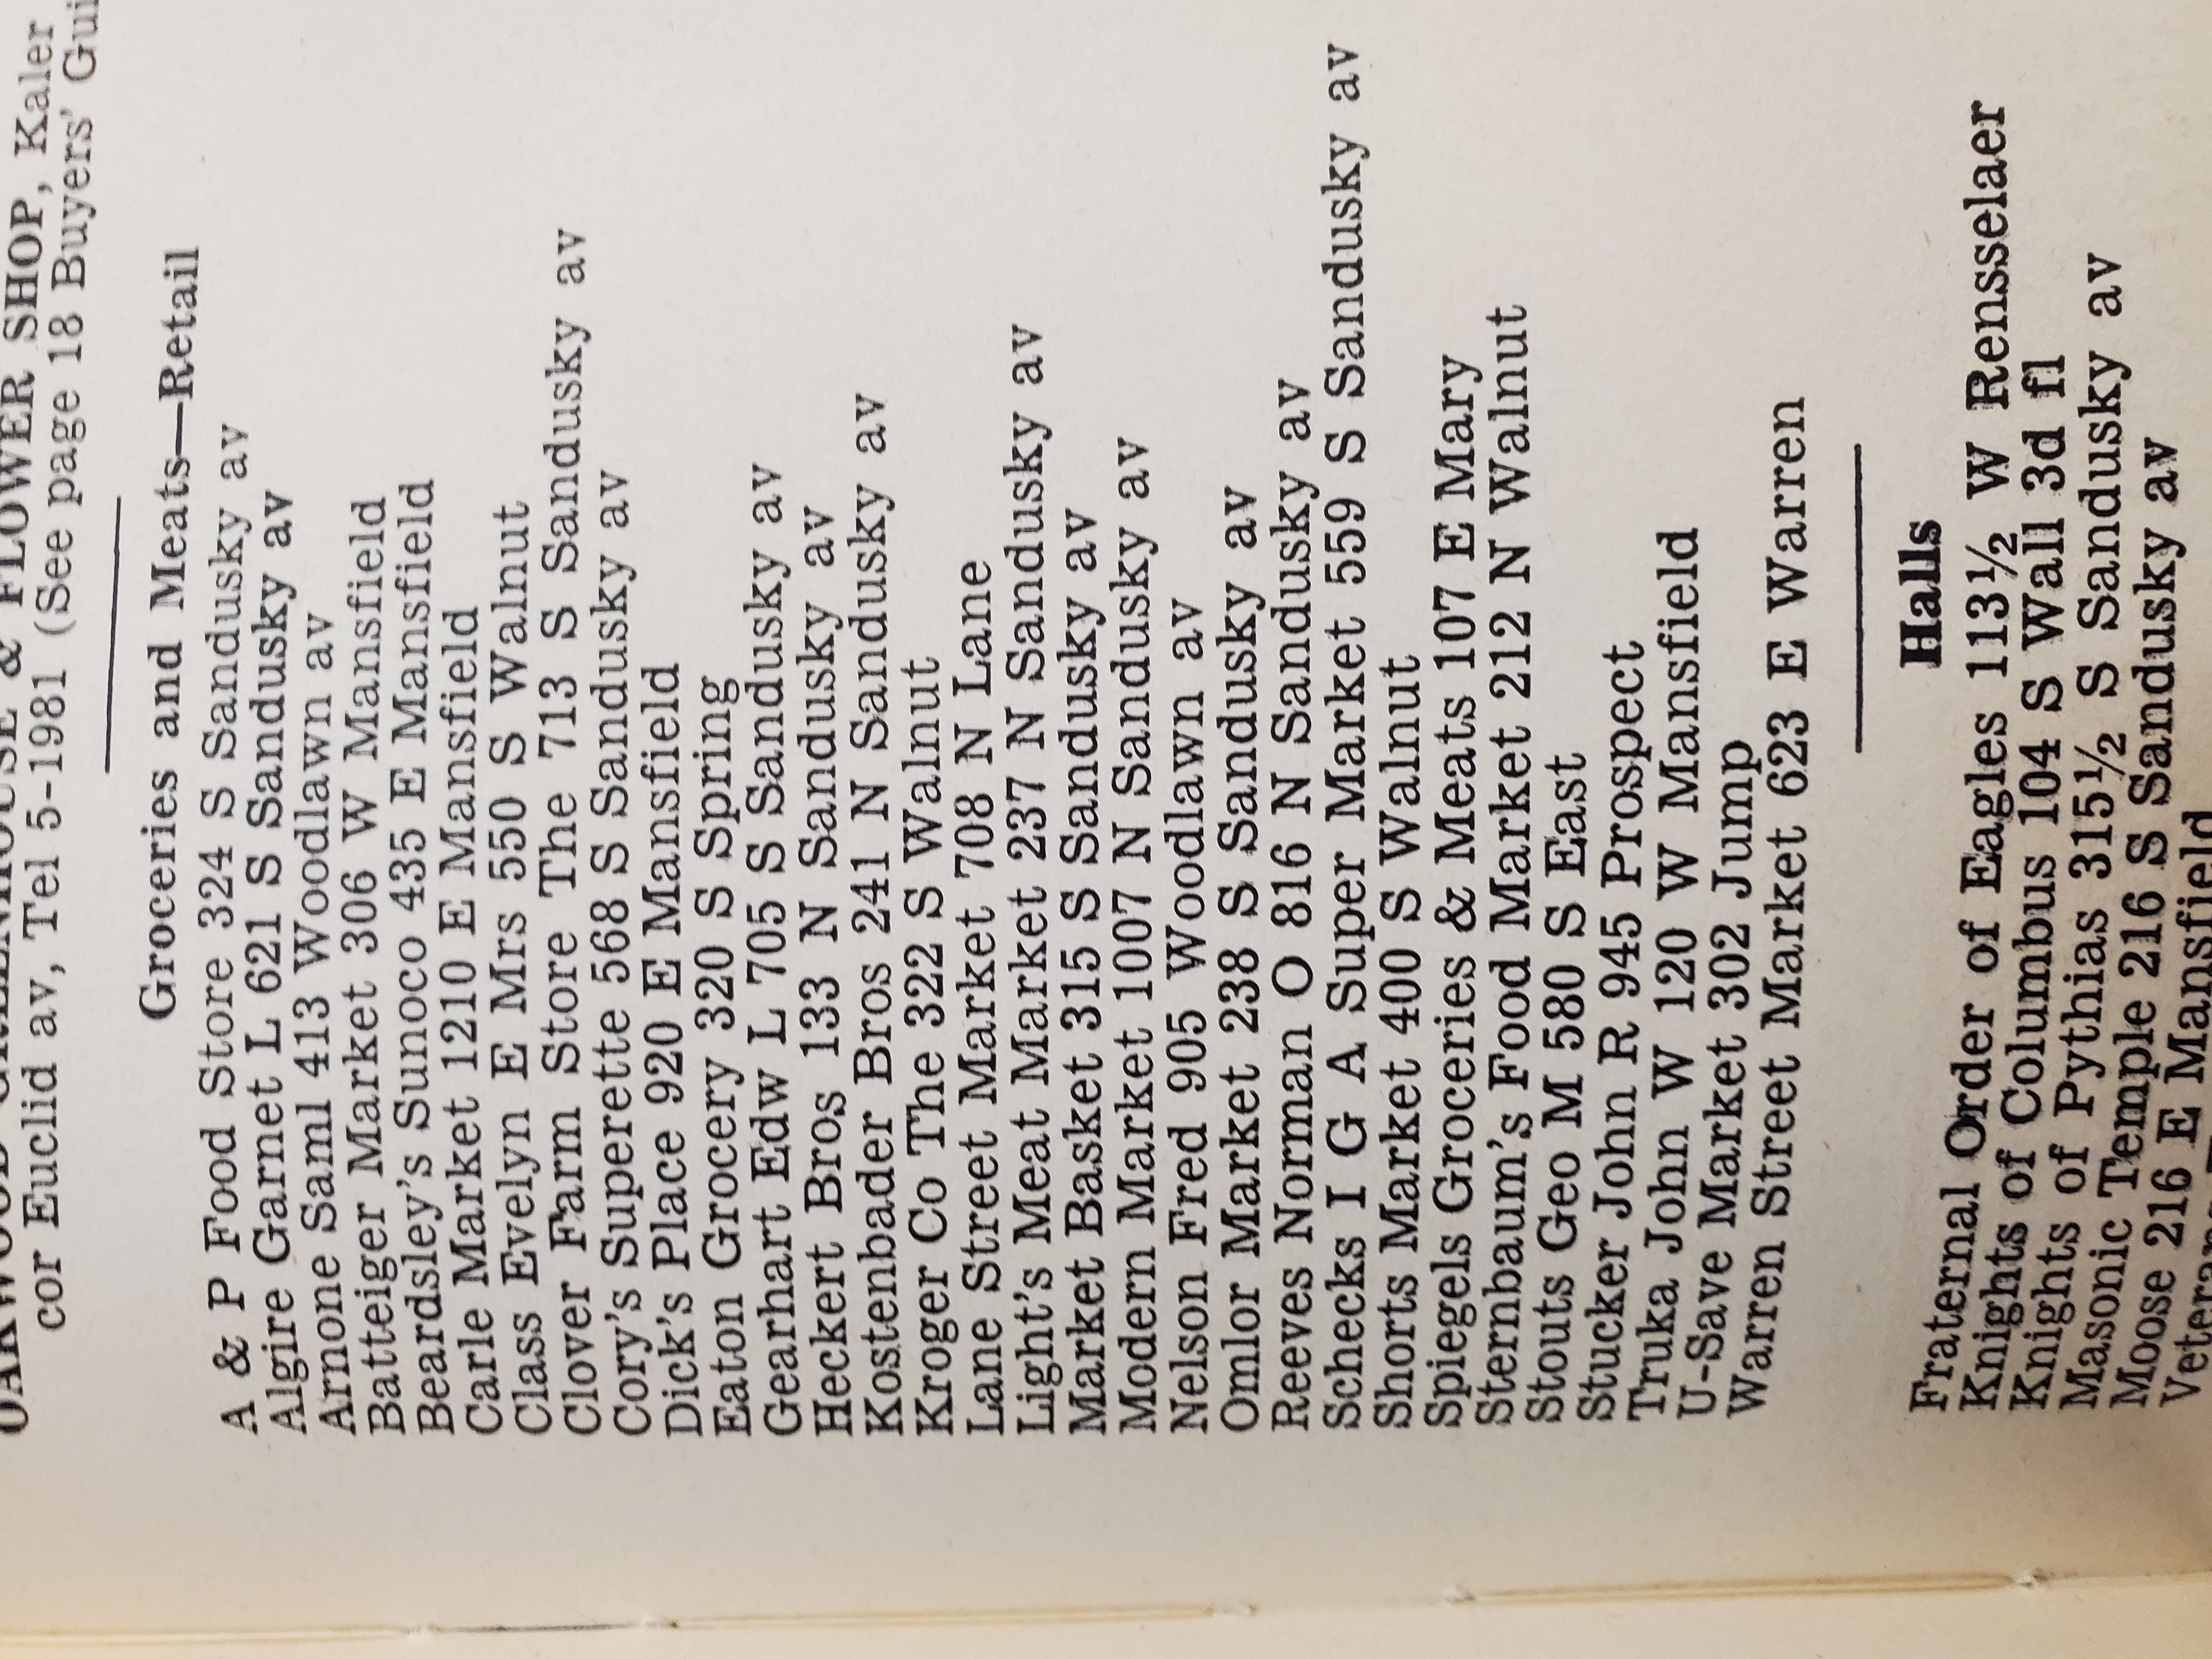 OAKWOOD GREENHOUSE & FLOWER SHOP, Kaler
cor Euclid av, Tel 5-1981 (See page 18 Buyers' Gui
Groceries and Meats—Retail
A & P Food Store 324 S Sandusky av
Algire Garnet L 621 S Sandusky av
Arnone Saml 413 Woodlawn av
Batteiger Market 306 W Mansfield
Beardsley's Sunoco 435 E Mansfield
Carle Market 1210 E Mansfield
Class Evelyn E Mrs 550 S Walnut
Clover Farm Store The 713 S Sandusky av
Cory's Superette 568 S Sandusky av
Dick's Place 920 E Mansfield
Eaton Grocery 320 S Spring
Gearhart Edw L 705 S Sandusky av
Heckert Bros 133 N Sandusky av
Kostenbader Bros 241 N Sandusky av
Kroger Co The 322 S Walnut
Lane Street Market 708 N Lane
Light's Meat Market 237 N Sandusky av
Market Basket 315 S Sandusky av
Modern Market 1007 N Sandusky av
Nelson Fred 905 Woodlawn av
Omlor Market 238 S Sandusky av
Reeves Norman O 816 N Sandusky av
Schecks I G A Super Market 559 S Sandusky av
Shorts Market 400 S Walnut
Spiegels Groceries & Meats 107 E Mary
Sternbaum's Food Market 212 N Walnut
Stouts Geo M 580 S East
Stucker John R 945 Prospect
Truka John W 120 W Mansfield
U-Save Market 302 Jump
Warren Street Market 623 E Warren
Halls
Fraternal Order of Eagles 113½ W Rensselaer
Knights of Columbus 104 S Wall 3d fl
Knights of Pythias 315½ S Sandusky av
Masonic Temple 216 S Sandusky av
Moose 216 E Mansfield